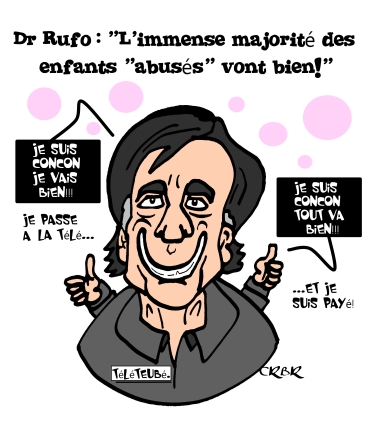 Dr Rufo : "L'immense majorité des
enfants "abusés" vont bien!"
JE SUIS
CONCON
JE VAIS
BIEN!!!
JE PASSE
A LA TÉLÉ...
JE SUIS
CONCON
TOUT VA
BIEN!!!
...ET JE
SUIS PAYÉ!
TÉLÉTEUBÉ.
CRBR